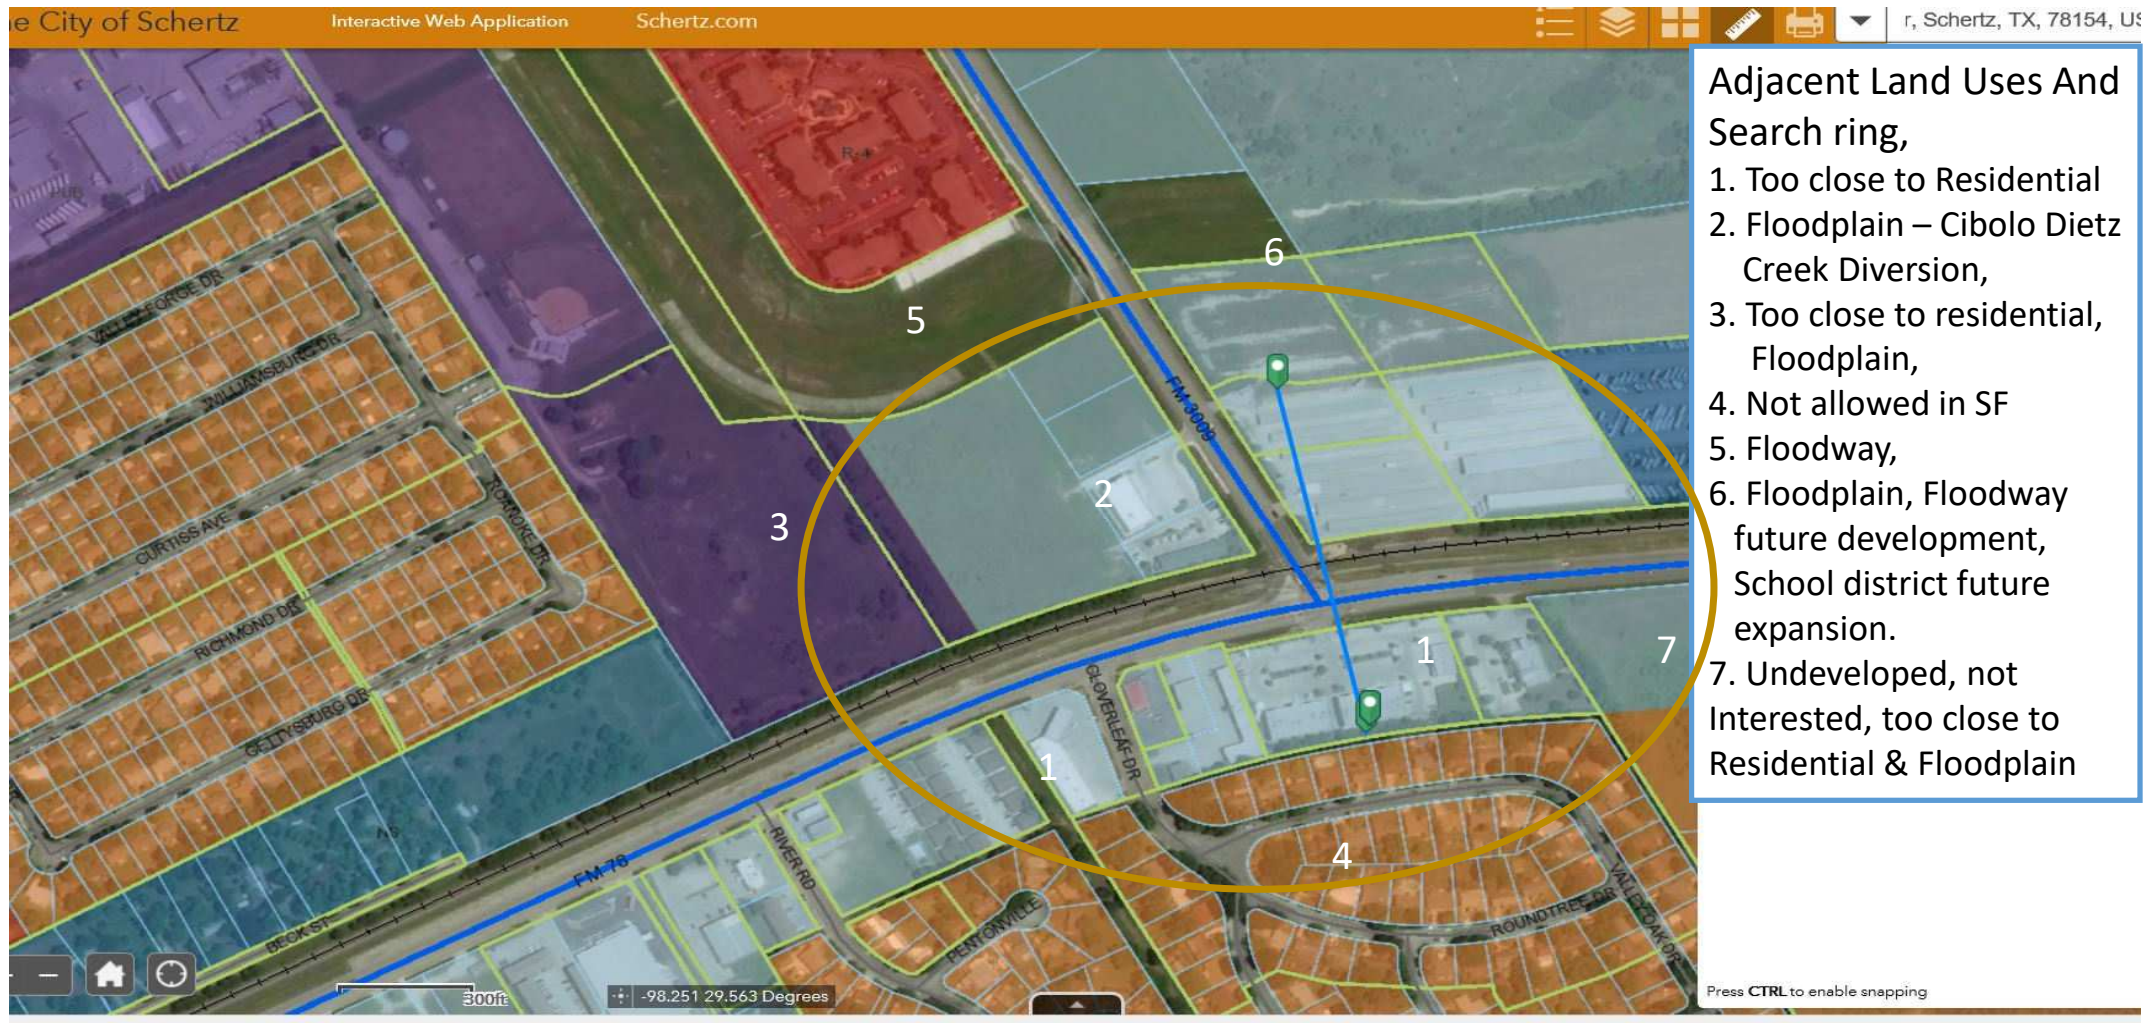 e City of Schertz
Interactive Web Application
Schertz.com
r, Schertz, TX, 78154, US
Adjacent Land Uses And
Search ring,
1. Too close to Residential
2. Floodplain – Cibolo Dietz
Creek Diversion,
3. Too close to residential,
Floodplain,
4. Not allowed in SF
5. Floodway,
6. Floodplain, Floodway
future development,
School district future
expansion.
7. Undeveloped, not
Interested, too close to
Residential & Floodplain
R-4
PUB
6
VALLEY FORGE DR
5
WILLIAMSBURG DR
FM 3009
2
ROANOKE DR
3
CURTISS AVE
RICHMOND DR
1
7
CLOVERLEAF DR
GETTYSBURG DR
1
NS
RIVER RD
4
FM 78
VALLEY OAK DR
ROUNDTREE DR
PENTONVILLE
BECK ST
300ft
-98.251 29.563 Degrees
Press CTRL to enable snapping